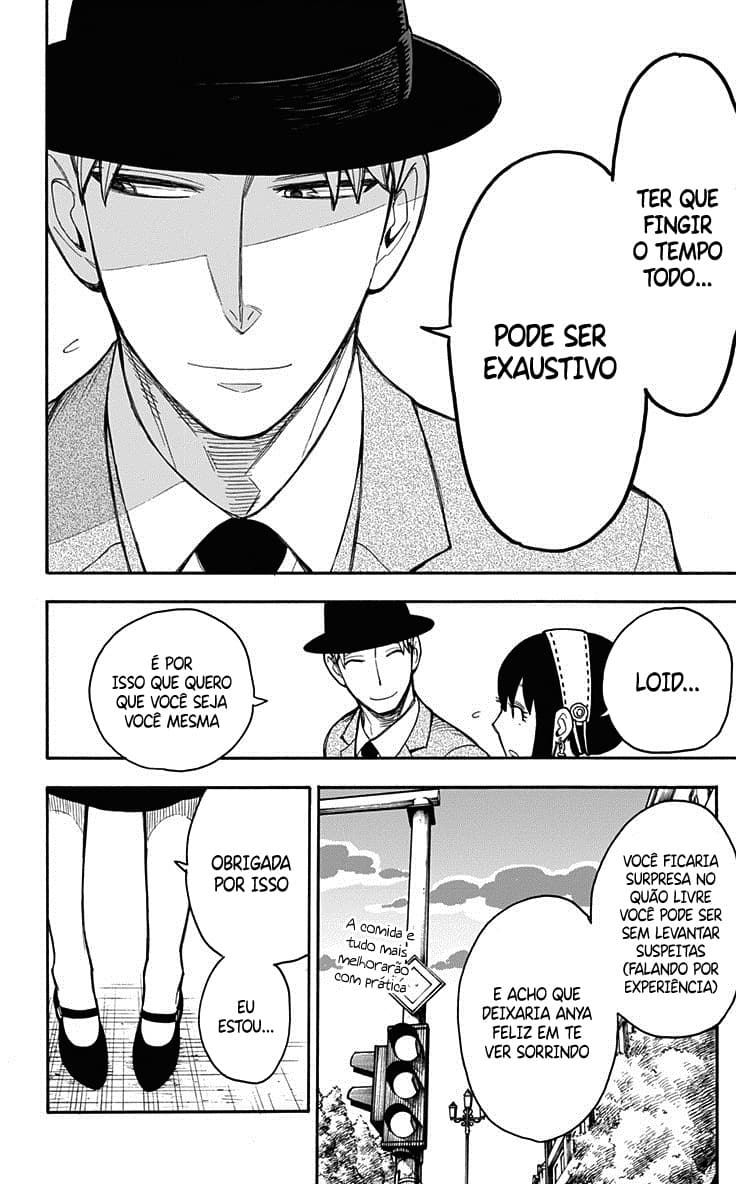 TER QUE
FINGIR
O TEMPO
TODO...
PODE SER
EXAUSTIVO
LOID...
É POR
ISSO QUE QUERO
QUE VOCÊ SEJA
VOCÊ MESMA
VOCÊ FICARIA
SURPRESA NO
QUÃO LIVRE
VOCÊ PODE SER
SEM LEVANTAR
SUSPEITAS
(FALANDO POR
EXPERIÊNCIA)
E ACHO QUE
DEIXARIA ANYA
FELIZ EM TE
VER SORRINDO
A comida e
tudo mais
melhorarão
com prática
OBRIGADA
POR ISSO
EU
ESTOU...